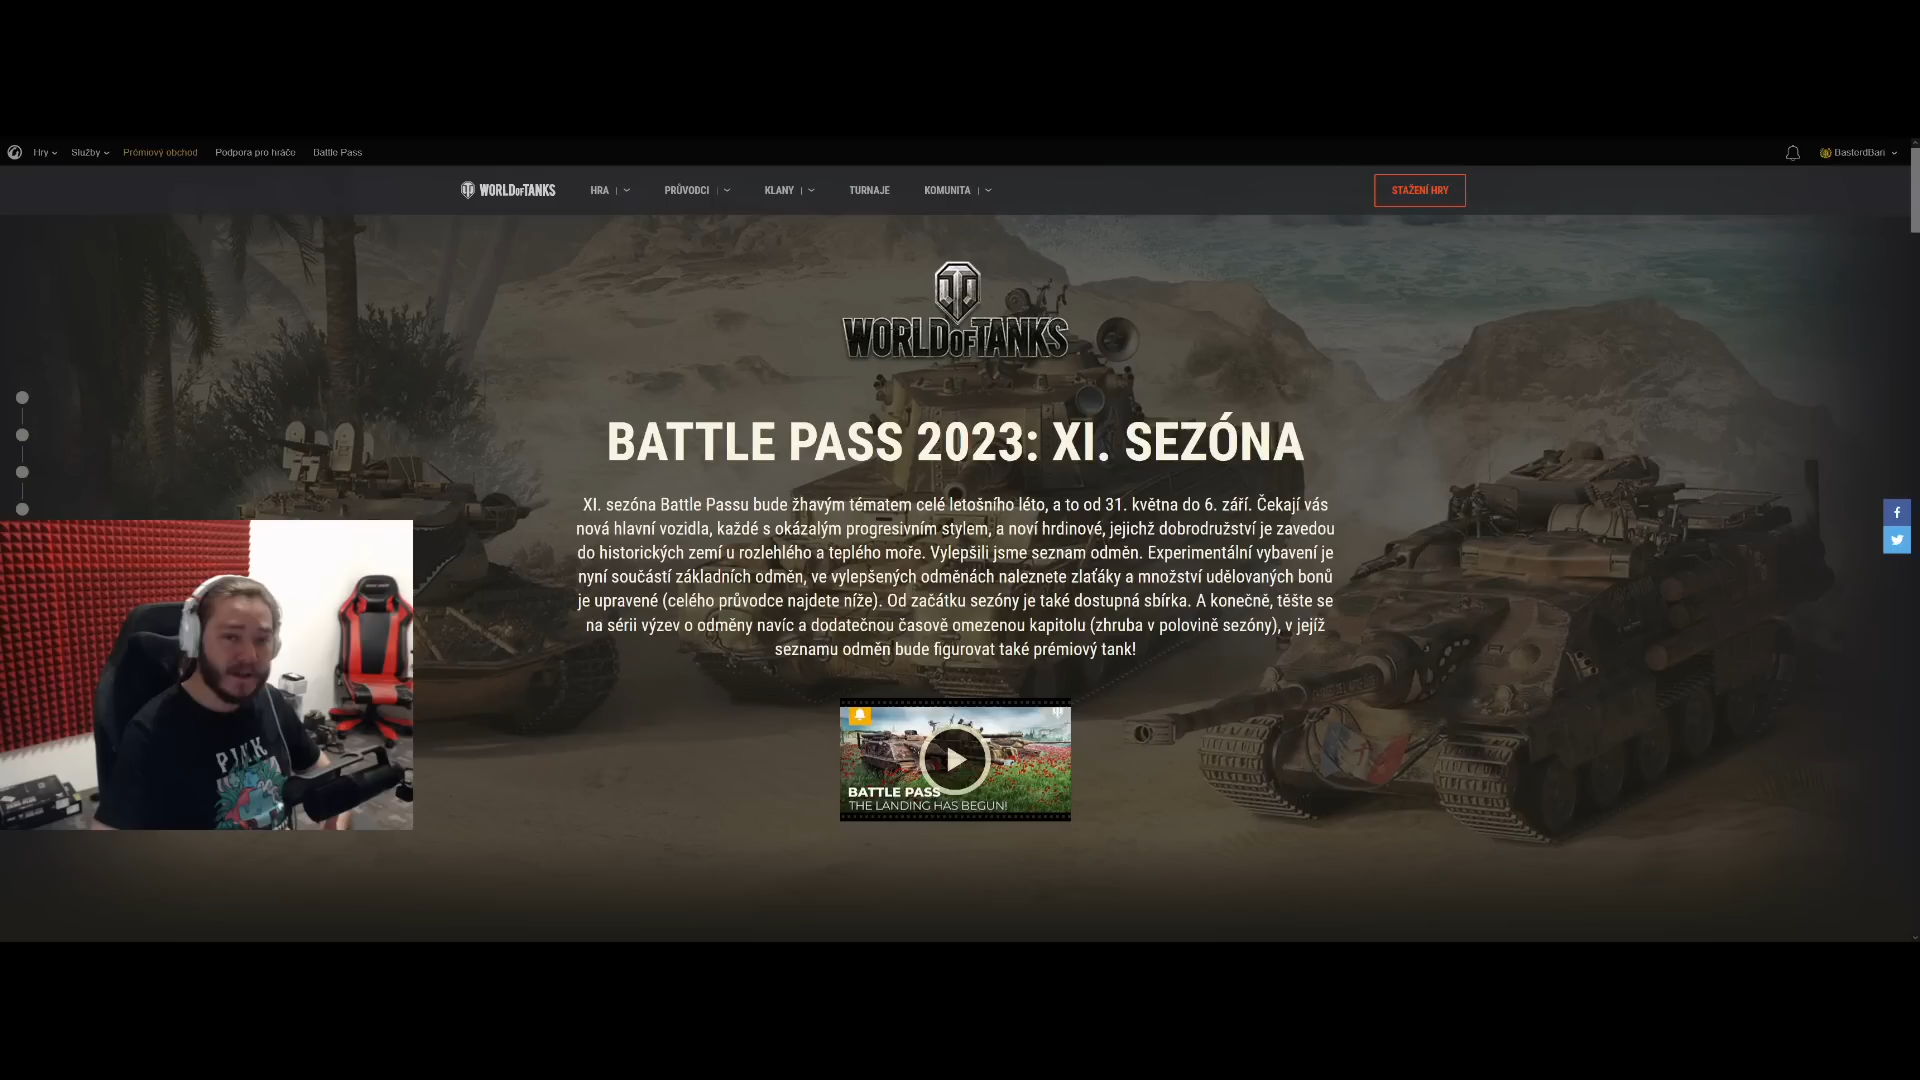 Hry
Služby
Prémiový obchod
Podpora pro hráče
Battle Pass
BasterdBari
WORLD OF TANKS
HRA
PRŮVODCI
KLANY
TURNAJE
KOMUNITA
STAŽENÍ HRY
WORLD OF TANKS
BATTLE PASS 2023: XI. SEZÓNA
XI. sezóna Battle Passu bude žhavým tématem celé letošního léto, a to od 31. května do 6. září. Čekají vás
nová hlavní vozidla, každé s okázalým progresivním stylem, a noví hrdinové, jejichž dobrodružství je zavedou
do historických zemí u rozlehlého a teplého moře. Vylepšili jsme seznam odměn. Experimentální vybavení je
nyní součástí základních odměn, ve vylepšených odměnách naleznete zlaťáky a množství udělovaných bonů
je upravené (celého průvodce najdete níže). Od začátku sezóny je také dostupná sbírka. A konečně, těšte se
na sérii výzev o odměny navíc a dodatečnou časově omezenou kapitolu (zhruba v polovině sezóny), v jejíž
seznamu odměn bude figurovat také prémiový tank!
BATTLE PASS
THE LANDING HAS BEGUN!